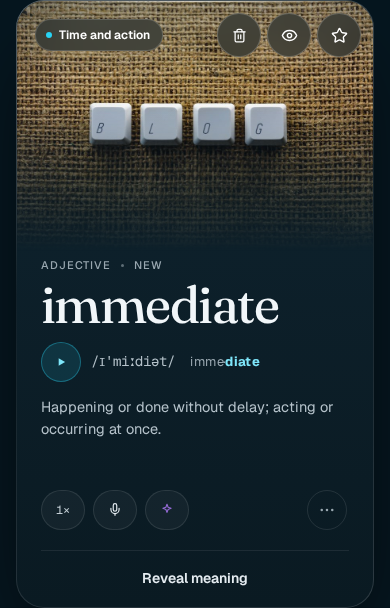 Time and action
B L O G
ADJECTIVE • NEW
immediate
/ɪˈmiːdiət/ immediate
Happening or done without delay; acting or
occurring at once.
1×
Reveal meaning